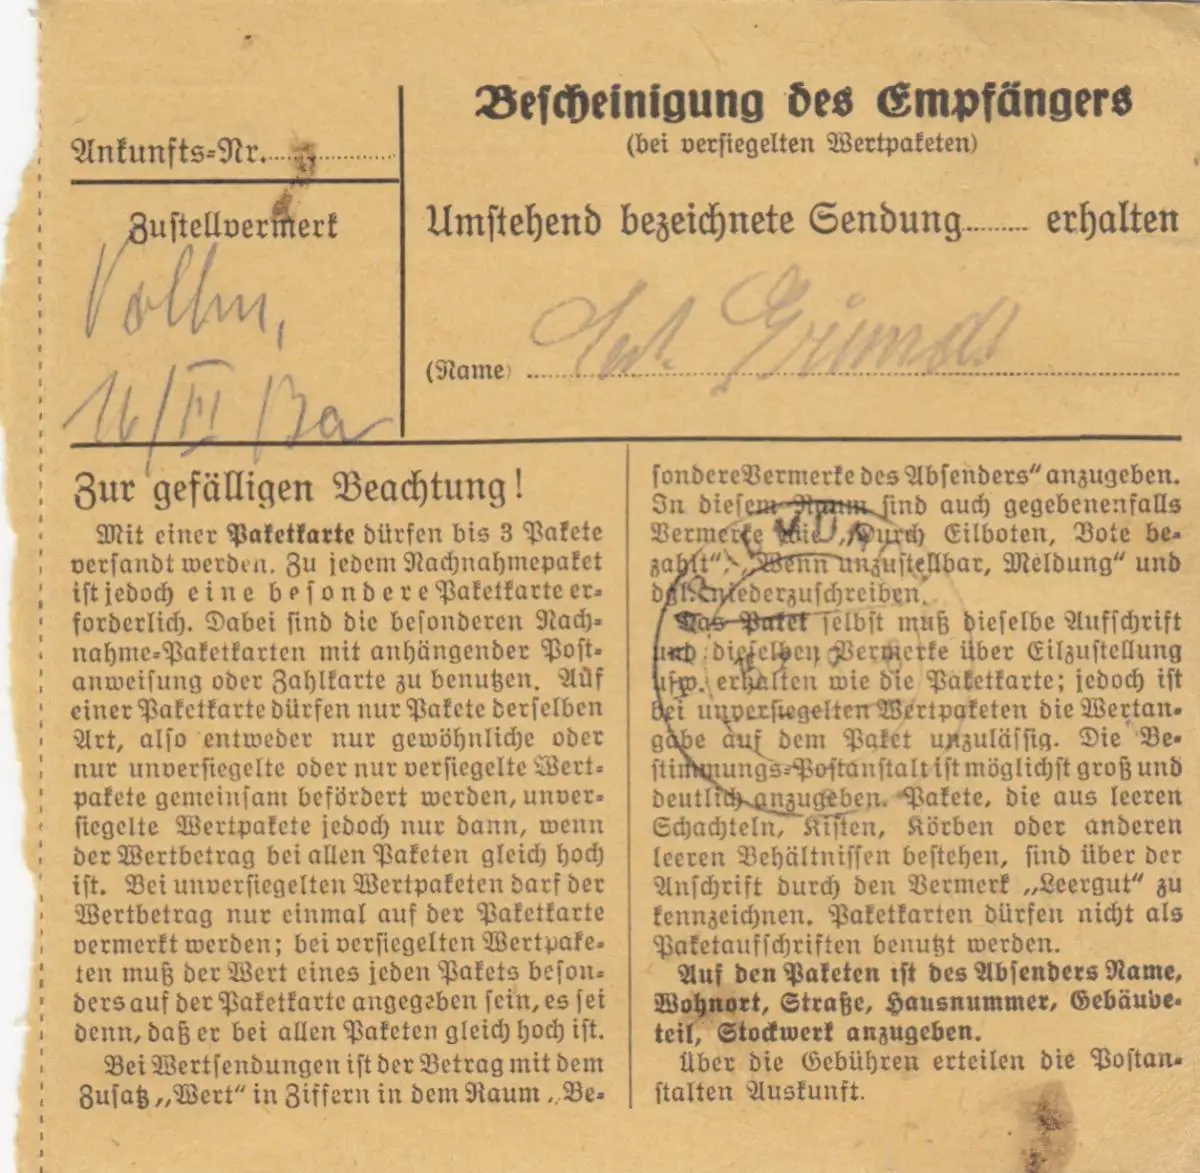 Ankunfts-Nr.
Zustellvermerk
Vollm,
16/XI
Bescheinigung des Empfängers
(bei versiegelten Wertpaketen)
Umstehend bezeichnete Sendung........ erhalten
(Name)
Zur gefälligen Beachtung!
Mit einer Paketkarte dürfen bis 3 Pakete
versandt werden. Zu jedem Nachnahmepaket
ist jedoch eine besondere Paketkarte er-
forderlich. Dabei sind die besonderen Nach-
nahme-Paketkarten mit anhängender Post-
anweisung oder Zahlkarte zu benutzen. Auf
einer Paketkarte dürfen nur Pakete derselben
Art, also entweder nur gewöhnliche oder
nur unversiegelte oder nur versiegelte Wert-
pakete gemeinsam befördert werden, unver-
siegelte Wertpakete jedoch nur dann, wenn
der Wertbetrag bei allen Paketen gleich hoch
ist. Bei unversiegelten Wertpaketen darf der
Wertbetrag nur einmal auf der Paketkarte
vermerkt werden; bei versiegelten Wertpake-
ten muß der Wert eines jeden Pakets beson-
ders auf der Paketkarte angegeben sein, es sei
denn, daß er bei allen Paketen gleich hoch ist.
Bei Wertsendungen ist der Betrag mit dem
Zusatz „Wert“ in Ziffern in dem Raum „Be-
sondere Vermerke des Absenders“ anzugeben.
In diesem Raum sind auch gegebenenfalls
Vermerke wie „Durch Eilboten, Bote be-
zahlt“, „Wenn unzustellbar, Meldung“ und
dgl. niederzuschreiben.
Das Paket selbst muß dieselbe Aufschrift
und dieselben Vermerke über Eilzustellung
usw. erhalten wie die Paketkarte; jedoch ist
bei unversiegelten Wertpaketen die Wertan-
gabe auf dem Paket unzulässig. Die Be-
stimmungs-Postanstalt ist möglichst groß und
deutlich anzugeben. Pakete, die aus leeren
Schachteln, Kisten, Körben oder anderen
leeren Behältnissen bestehen, sind über der
Anschrift durch den Vermerk „Leergut“ zu
kennzeichnen. Paketkarten dürfen nicht als
Paketaufschriften benutzt werden.
Auf den Paketen ist des Absenders Name,
Wohnort, Straße, Hausnummer, Gebäude-
teil, Stockwerk anzugeben.
Über die Gebühren erteilen die Postan-
stalten Auskunft.